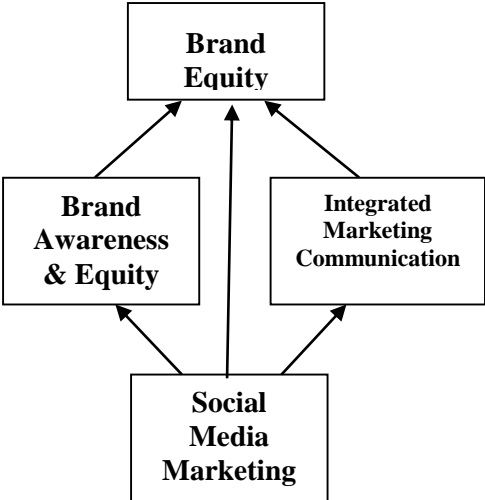 Brand
Equity
Brand
Awareness
& Equity
Integrated
Marketing
Communication
Social
Media
Marketing